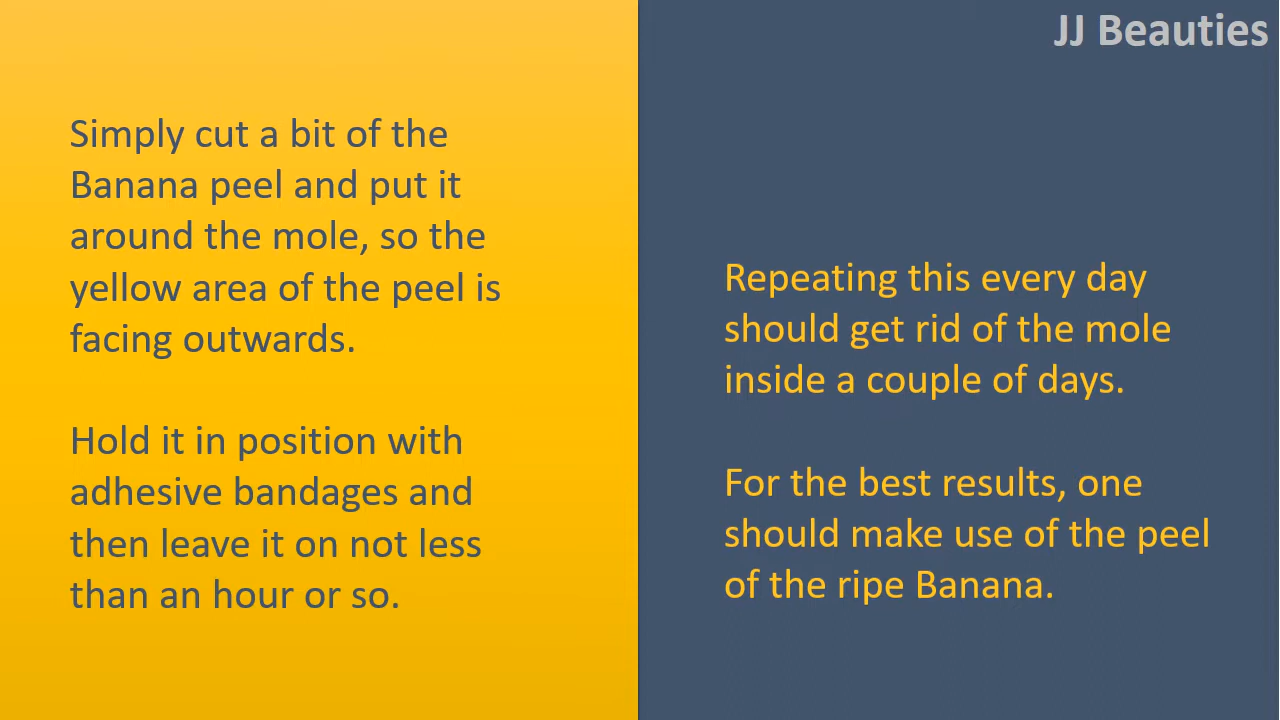 JJ Beauties
Simply cut a bit of the
Banana peel and put it
around the mole, so the
yellow area of the peel is
facing outwards.
Hold it in position with
adhesive bandages and
then leave it on not less
than an hour or so.
Repeating this every day
should get rid of the mole
inside a couple of days.
For the best results, one
should make use of the peel
of the ripe Banana.